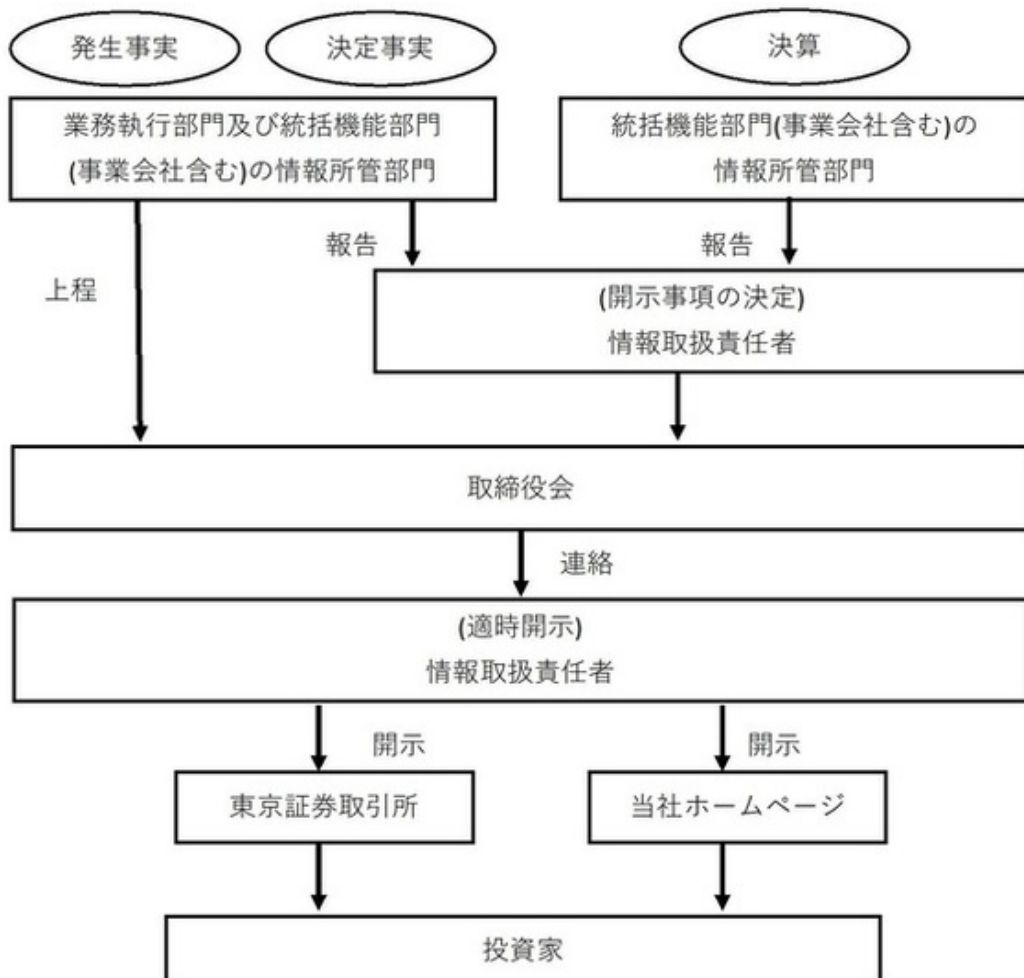 発生事実
決定事実
決算
業務執行部門及び統括機能部門
(事業会社含む)の情報所管部門
統括機能部門(事業会社含む)の
情報所管部門
上程
報告
報告
(開示事項の決定)
情報取扱責任者
取締役会
連絡
(適時開示)
情報取扱責任者
開示
開示
東京証券取引所
当社ホームページ
投資家